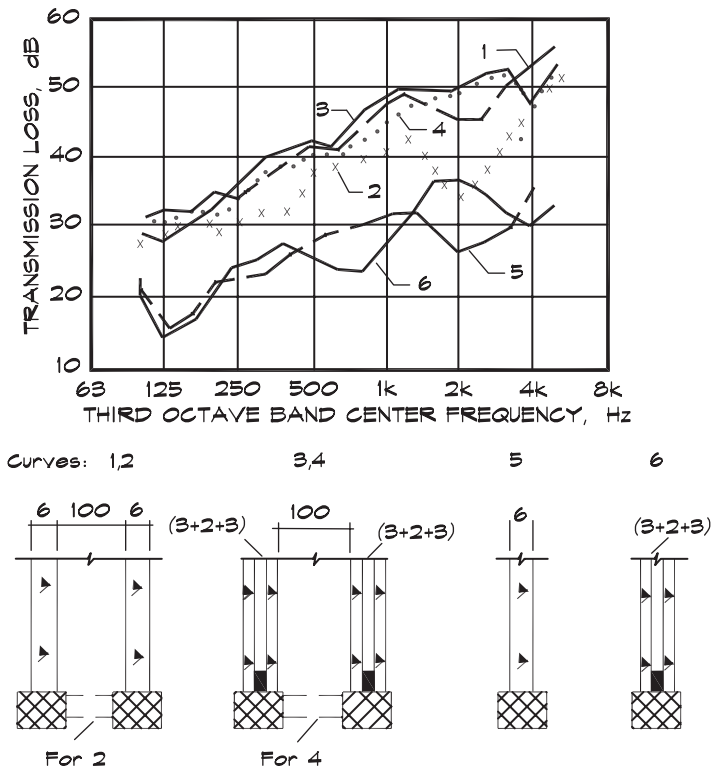 60
50
40
30
20
10
TRANSMISSION LOSS, dB
1
3
4
2
5
6
63 125 250 500 1k 2k 4k 8k
THIRD OCTAVE BAND CENTER FREQUENCY, Hz
Curves: 1,2 3,4 5 6
6 100 6 (3+2+3) 100 (3+2+3) 6 (3+2+3)
For 2 For 4